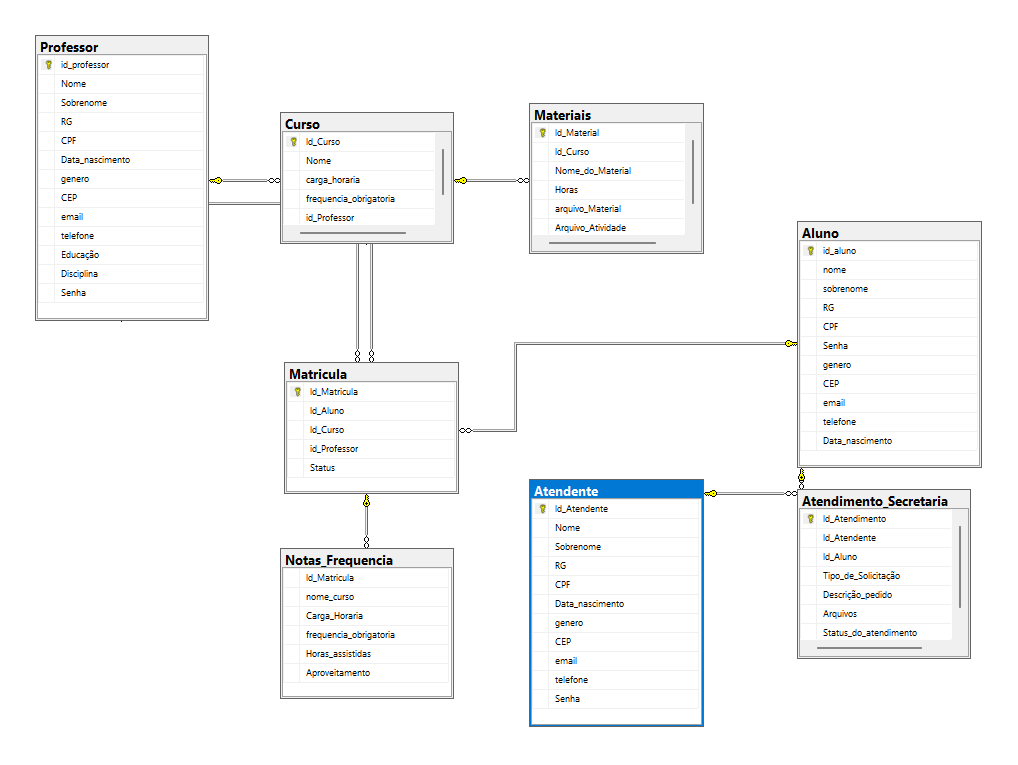 Professor
id_professor
Nome
Sobrenome
RG
CPF
Data_nascimento
genero
CEP
email
telefone
Educação
Disciplina
Senha
Curso
Id_Curso
Nome
carga_horaria
frequencia_obrigatoria
id_Professor
Materiais
Id_Material
Id_Curso
Nome_do_Material
Horas
arquivo_Material
Arquivo_Atividade
Aluno
id_aluno
nome
sobrenome
RG
CPF
Senha
genero
CEP
email
telefone
Data_nascimento
Matricula
Id_Matricula
Id_Aluno
Id_Curso
id_Professor
Status
Atendente
Id_Atendente
Nome
Sobrenome
RG
CPF
Data_nascimento
genero
CEP
email
telefone
Senha
Atendimento_Secretaria
Id_Atendimento
Id_Atendente
Id_Aluno
Tipo_de_Solicitação
Descrição_pedido
Arquivos
Status_do_atendimento
Notas_Frequencia
Id_Matricula
nome_curso
Carga_Horaria
frequencia_obrigatoria
Horas_assistidas
Aproveitamento